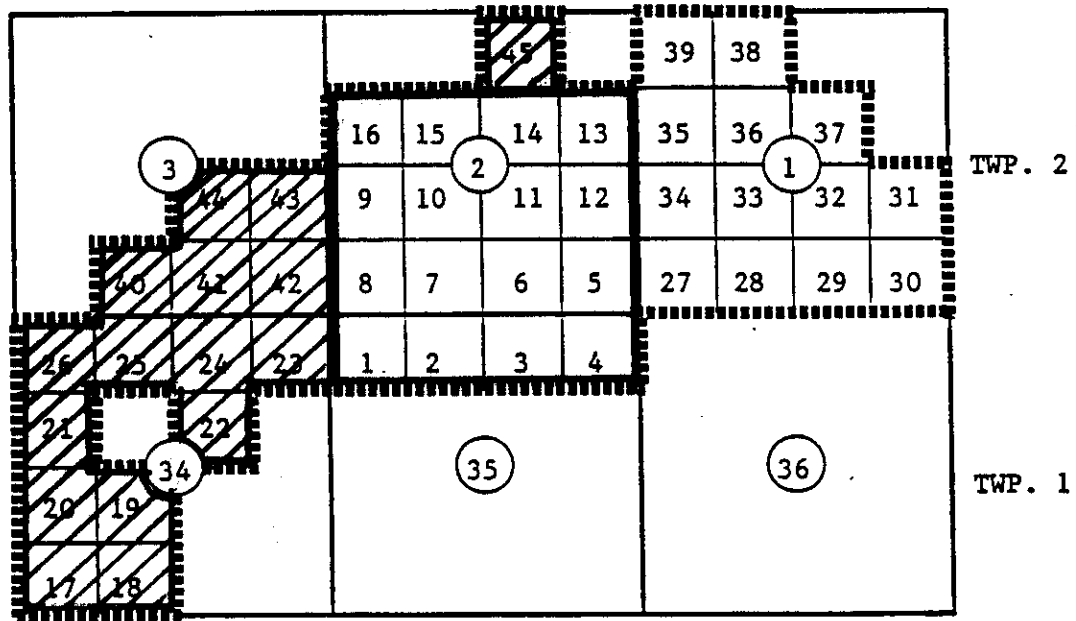 45 39 38
16 15 14 13 35 36 37
3 2 1 TWP. 2
44 43 9 10 11 12 34 33 32 31
40 41 42 8 7 6 5 27 28 29 30
26 25 24 23 1 2 3 4
21 22
34 35 36 TWP. 1
20 19
17 18